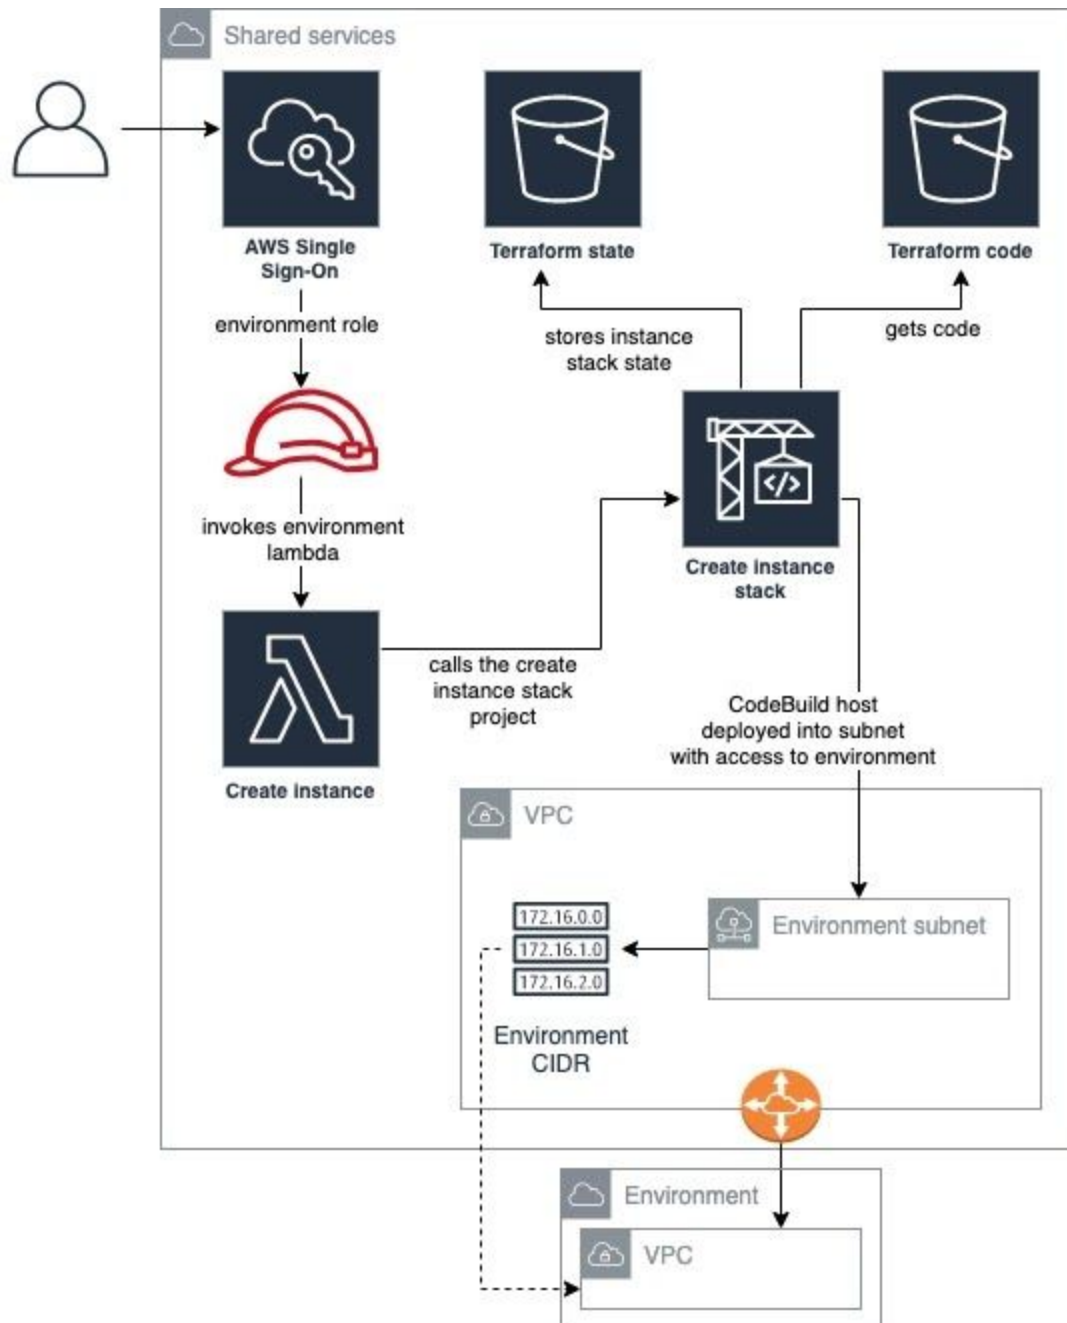 Shared services
AWS Single
Sign-On
Terraform state
Terraform code
environment role
stores instance
stack state
gets code
</>
invokes environment
lambda
Create instance
stack
calls the create
instance stack
project
Create instance
CodeBuild host
deployed into subnet
with access to environment
VPC
172.16.0.0
172.16.1.0
172.16.2.0
Environment subnet
Environment
CIDR
Environment
VPC